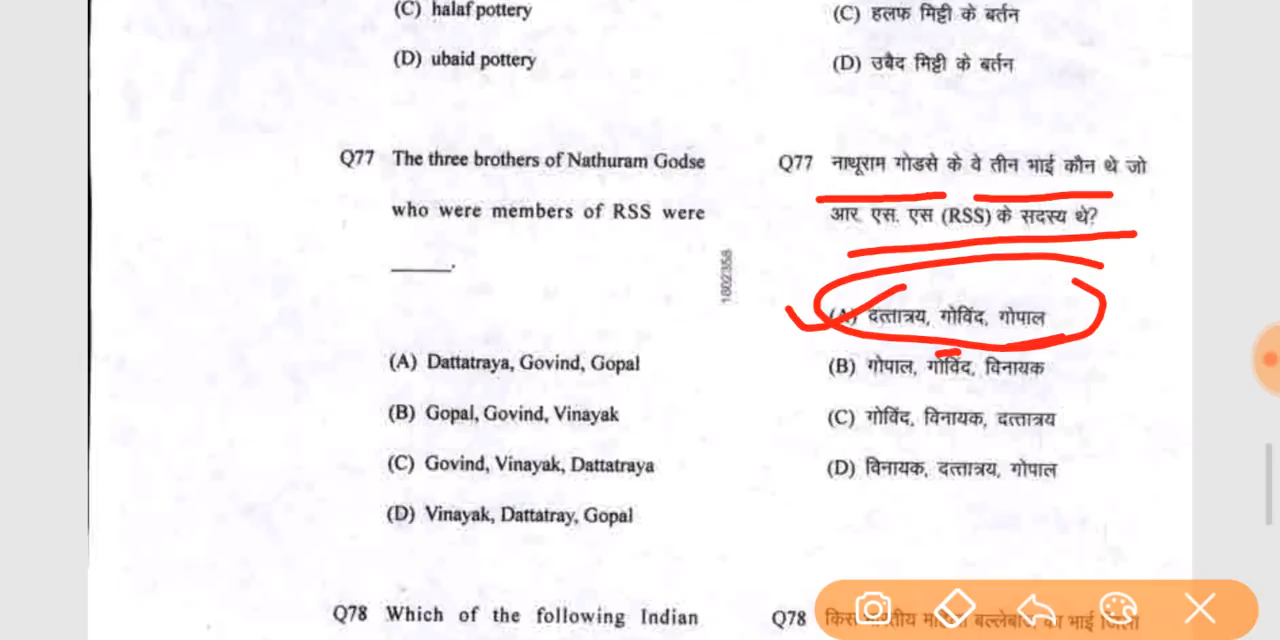 (C) halaf pottery
(D) ubaid pottery
Q77 The three brothers of Nathuram Godse
who were members of RSS were
______.
(A) Dattatraya, Govind, Gopal
(B) Gopal, Govind, Vinayak
(C) Govind, Vinayak, Dattatraya
(D) Vinayak, Dattatray, Gopal
Q78 Which of the following Indian
1802358
(C) हलफ मिट्टी के बर्तन
(D) उबैद मिट्टी के बर्तन
Q77 नाथूराम गोडसे के वे तीन भाई कौन थे जो
आर. एस. एस (RSS) के सदस्य थे?
(A) दत्तात्रय, गोविंद, गोपाल
(B) गोपाल, गोविंद, विनायक
(C) गोविंद, विनायक, दत्तात्रय
(D) विनायक, दत्तात्रय, गोपाल
Q78 किस भारतीय महिला बल्लेबाज का भाई